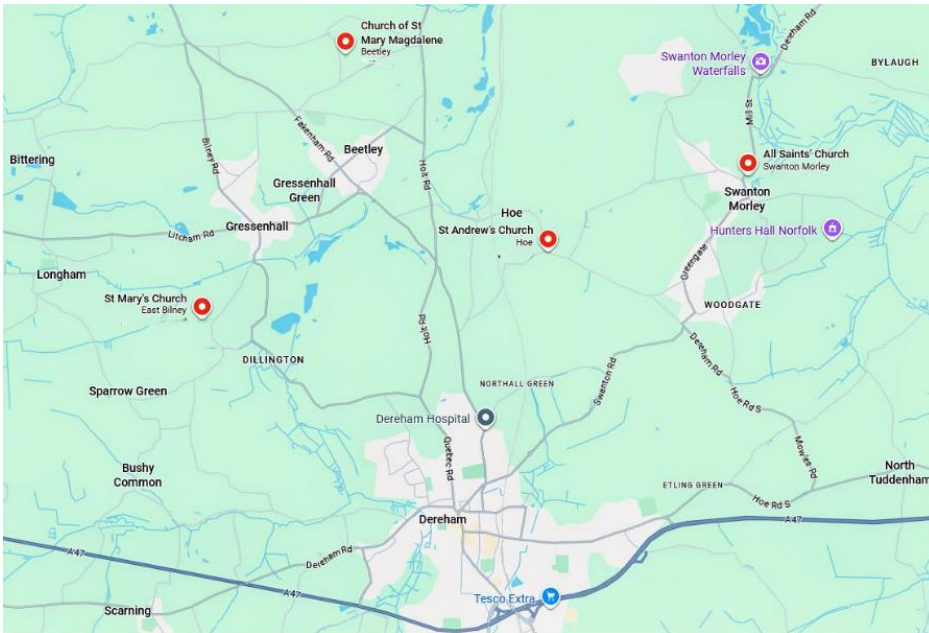 Church of St
Mary Magdalene
Beetley
Dereham Rd
Swanton Morley
Waterfalls
BYLAUGH
Mill St
Bilney Rd
Fakenham Rd
Beetley
Holt Rd
Bittering
All Saints' Church
Swanton Morley
Gressenhall
Green
Swanton
Morley
Hoe
Gressenhall
St Andrew's Church
Hoe
Litcham Rd
Hunters Hall Norfolk
Greengate
Longham
St Mary's Church
East Bilney
WOODGATE
Holt Rd
DILLINGTON
Dereham Rd
Sparrow Green
NORTHALL GREEN
Swanton Rd
Hoe Rd S
Dereham Hospital
Quebec Rd
Mowles Rd
Bushy
Common
North
Tuddenham
ETLING GREEN
Hoe Rd S
Dereham
A47
A47
Dereham Rd
A47
Tesco Extra
Scarning